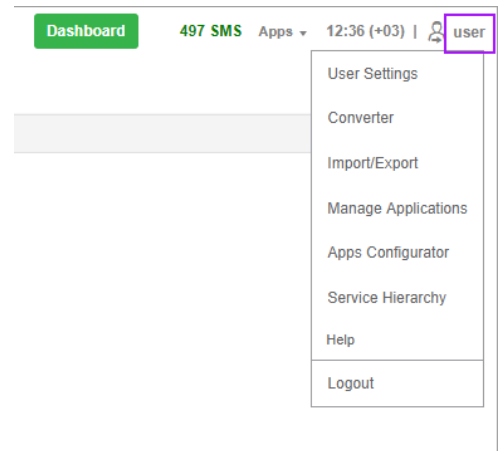 Dashboard 497 SMS Apps 12:36 (+03) | user
User Settings
Converter
Import/Export
Manage Applications
Apps Configurator
Service Hierarchy
Help
Logout